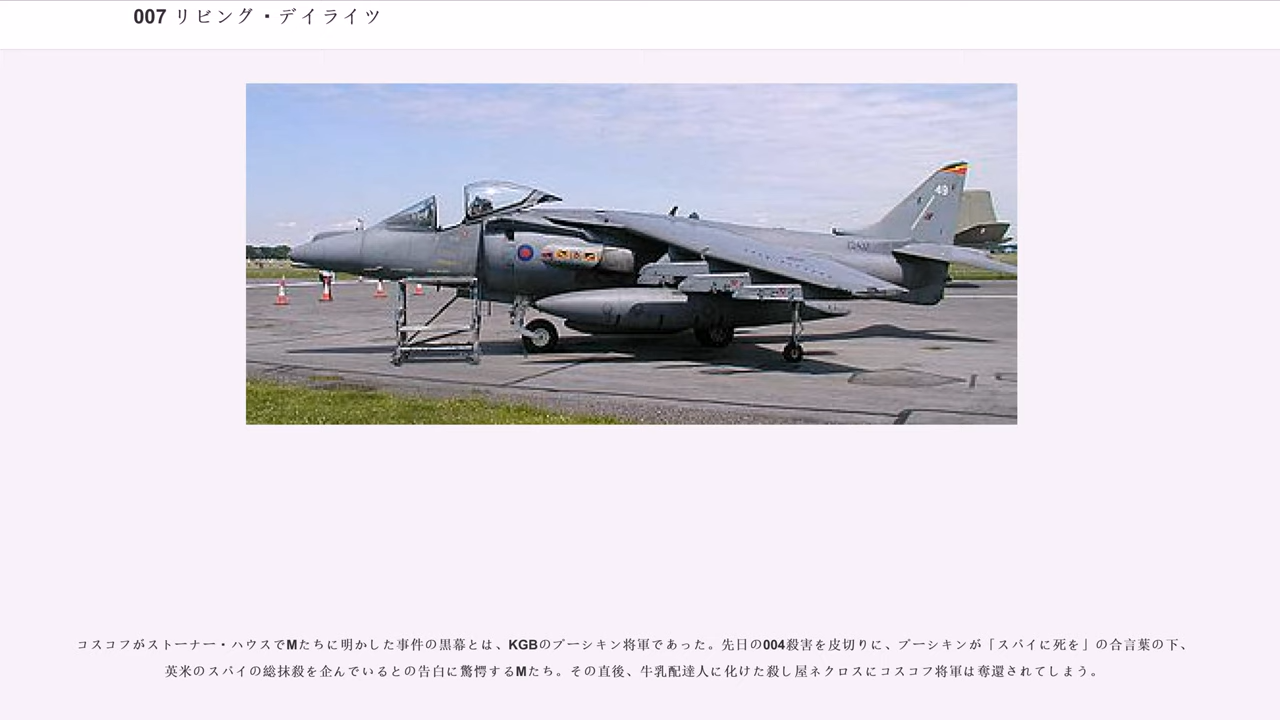 007 リビング・デイライツ
49
コスコフがストーナー・ハウスでMたちに明かした事件の黒幕とは、KGBのプーシキン将軍であった。先日の004殺害を皮切りに、プーシキンが「スパイに死を」の合言葉の下、
英米のスパイの総抹殺を企んでいるとの告白に驚愕するMたち。その直後、牛乳配達人に化けた殺し屋ネクロスにコスコフ将軍は奪還されてしまう。